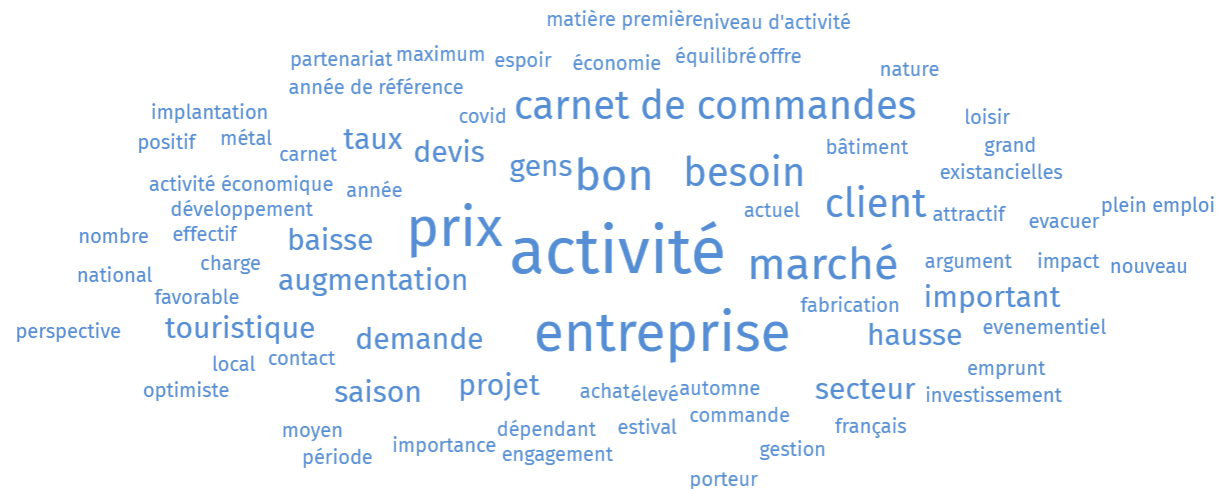 matière première niveau d'activité
partenariat maximum espoir économie équilibré offre
nature
année de référence
implantation covid carnet de commandes loisir
positif métal carnet taux devis gens bon besoin bâtiment grand
existancielles
activité économique année
développement actuel client attractif evacuer plein emploi
nombre effectif baisse prix activité marché
national charge augmentation argument impact nouveau
favorable fabrication important
perspective touristique demande entreprise hausse evenementiel
local contact emprunt
optimiste saison projet achat élevé automne secteur investissement
commande
moyen dépendant estival français
période importance engagement gestion
porteur